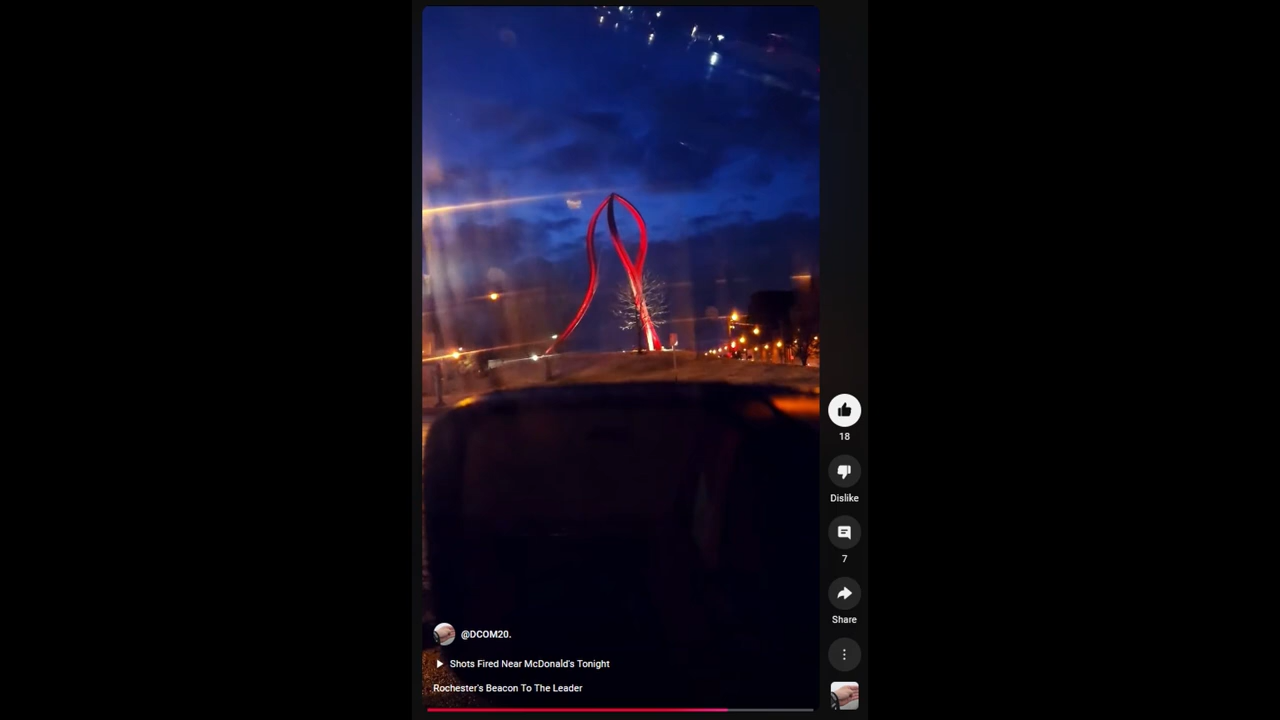 18
Dislike
7
Share
@DCOM20.
Shots Fired Near McDonald's Tonight
Rochester's Beacon To The Leader